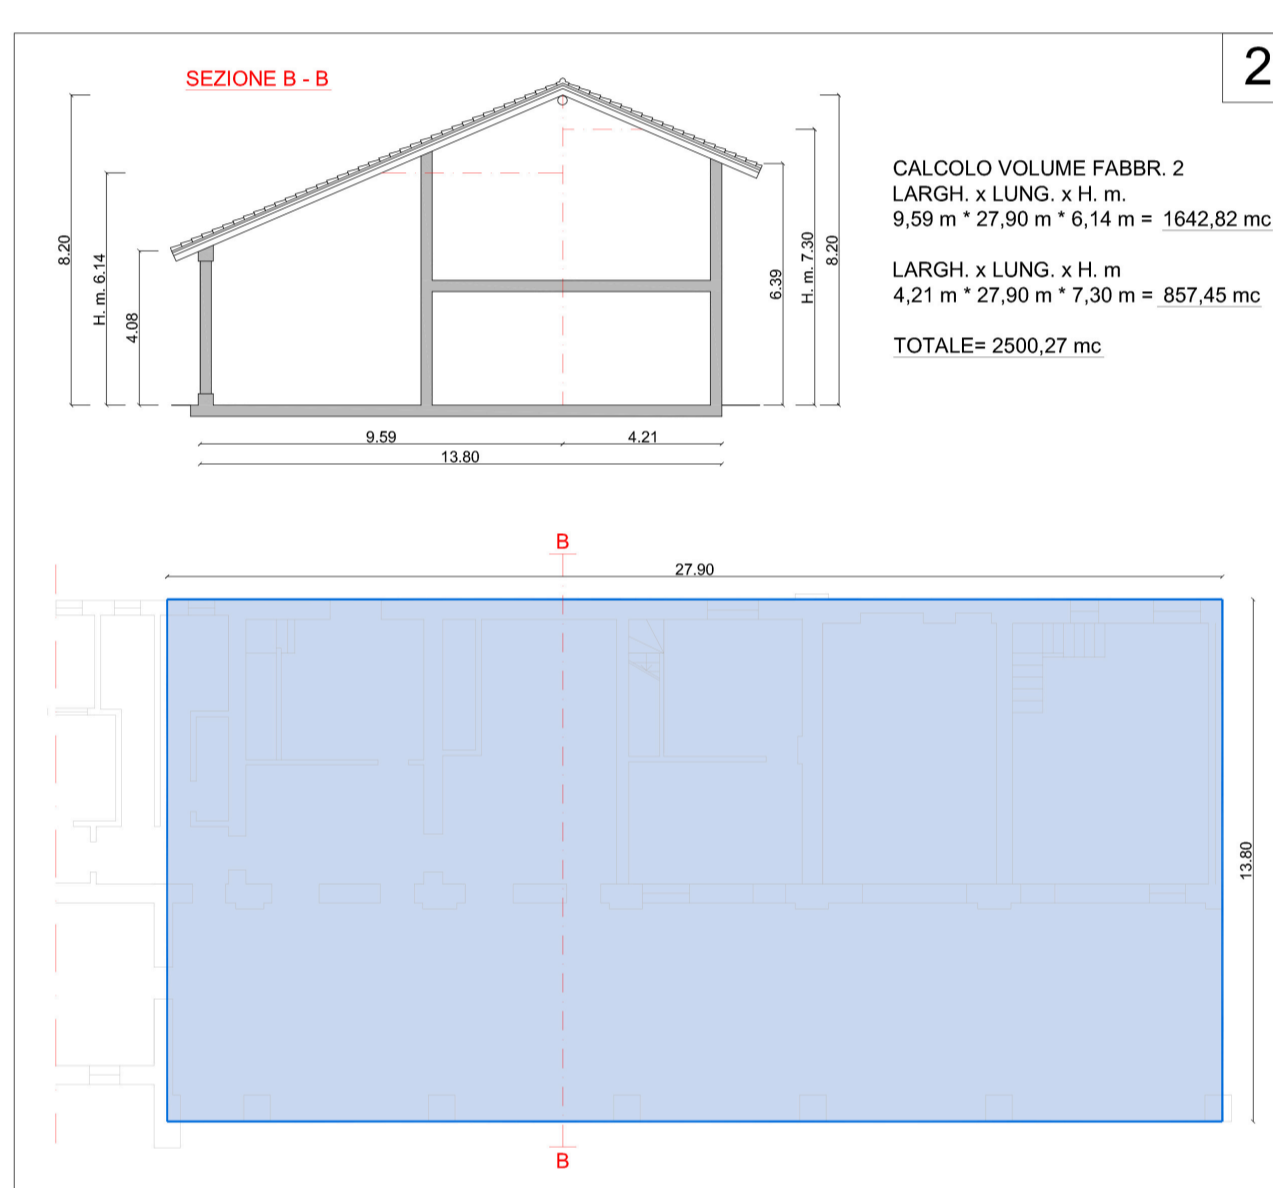 2
SEZIONE B - B
CALCOLO VOLUME FABBR. 2
LARGH. x LUNG. x H. m.
9,59 m * 27,90 m * 6,14 m = 1642,82 mc
LARGH. x LUNG. x H. m
4,21 m * 27,90 m * 7,30 m = 857,45 mc
TOTALE= 2500,27 mc
8.20
H. m. 6.14
4.08
6.39
H. m. 7.30
8.20
9.59
4.21
13.80
B
27.90
13.80
B